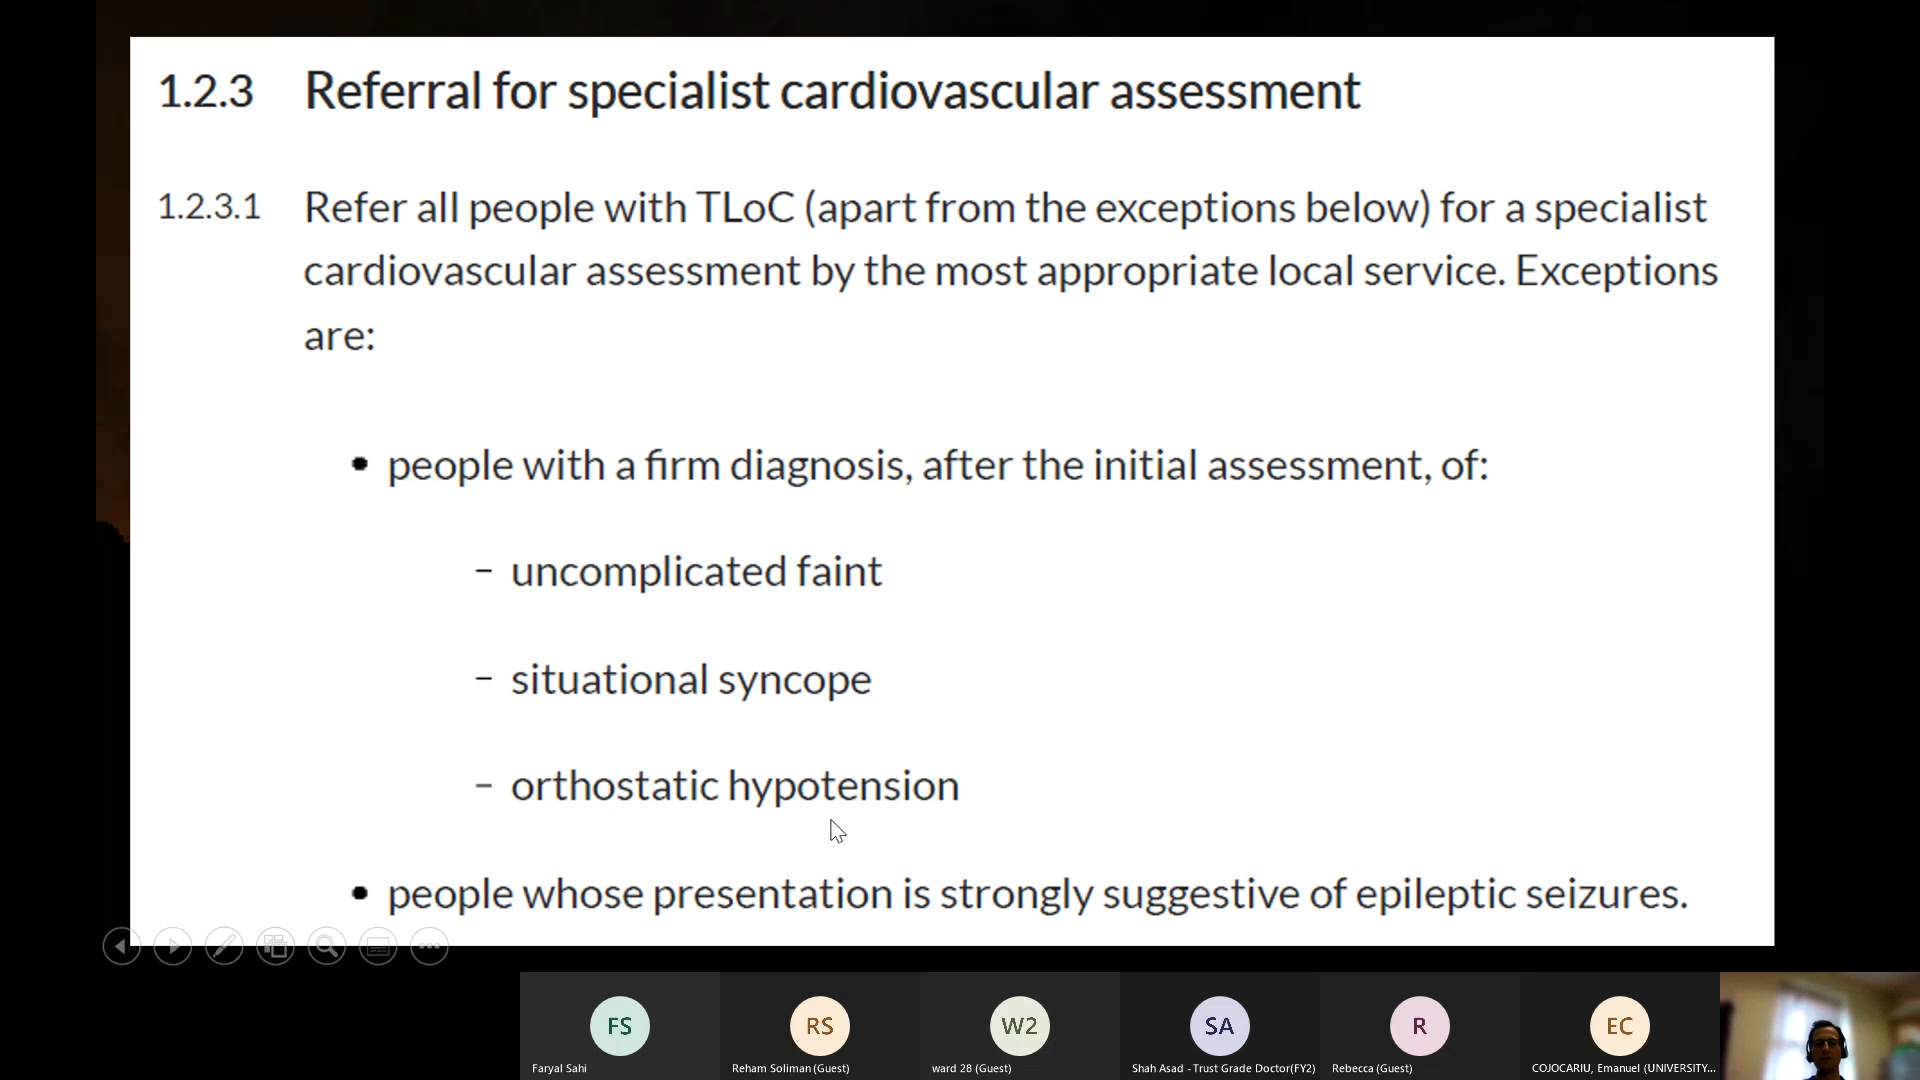 1.2.3 Referral for specialist cardiovascular assessment
1.2.3.1 Refer all people with TLoC (apart from the exceptions below) for a specialist
cardiovascular assessment by the most appropriate local service. Exceptions
are:
• people with a firm diagnosis, after the initial assessment, of:
– uncomplicated faint
– situational syncope
– orthostatic hypotension
• people whose presentation is strongly suggestive of epileptic seizures.
FS RS W2 SA R EC
Faryal Sahi Reham Soliman (Guest) ward 28 (Guest) Shah Asad - Trust Grade Doctor(FY2) Rebecca (Guest) COJOCARIU, Emanuel (UNIVERSITY...